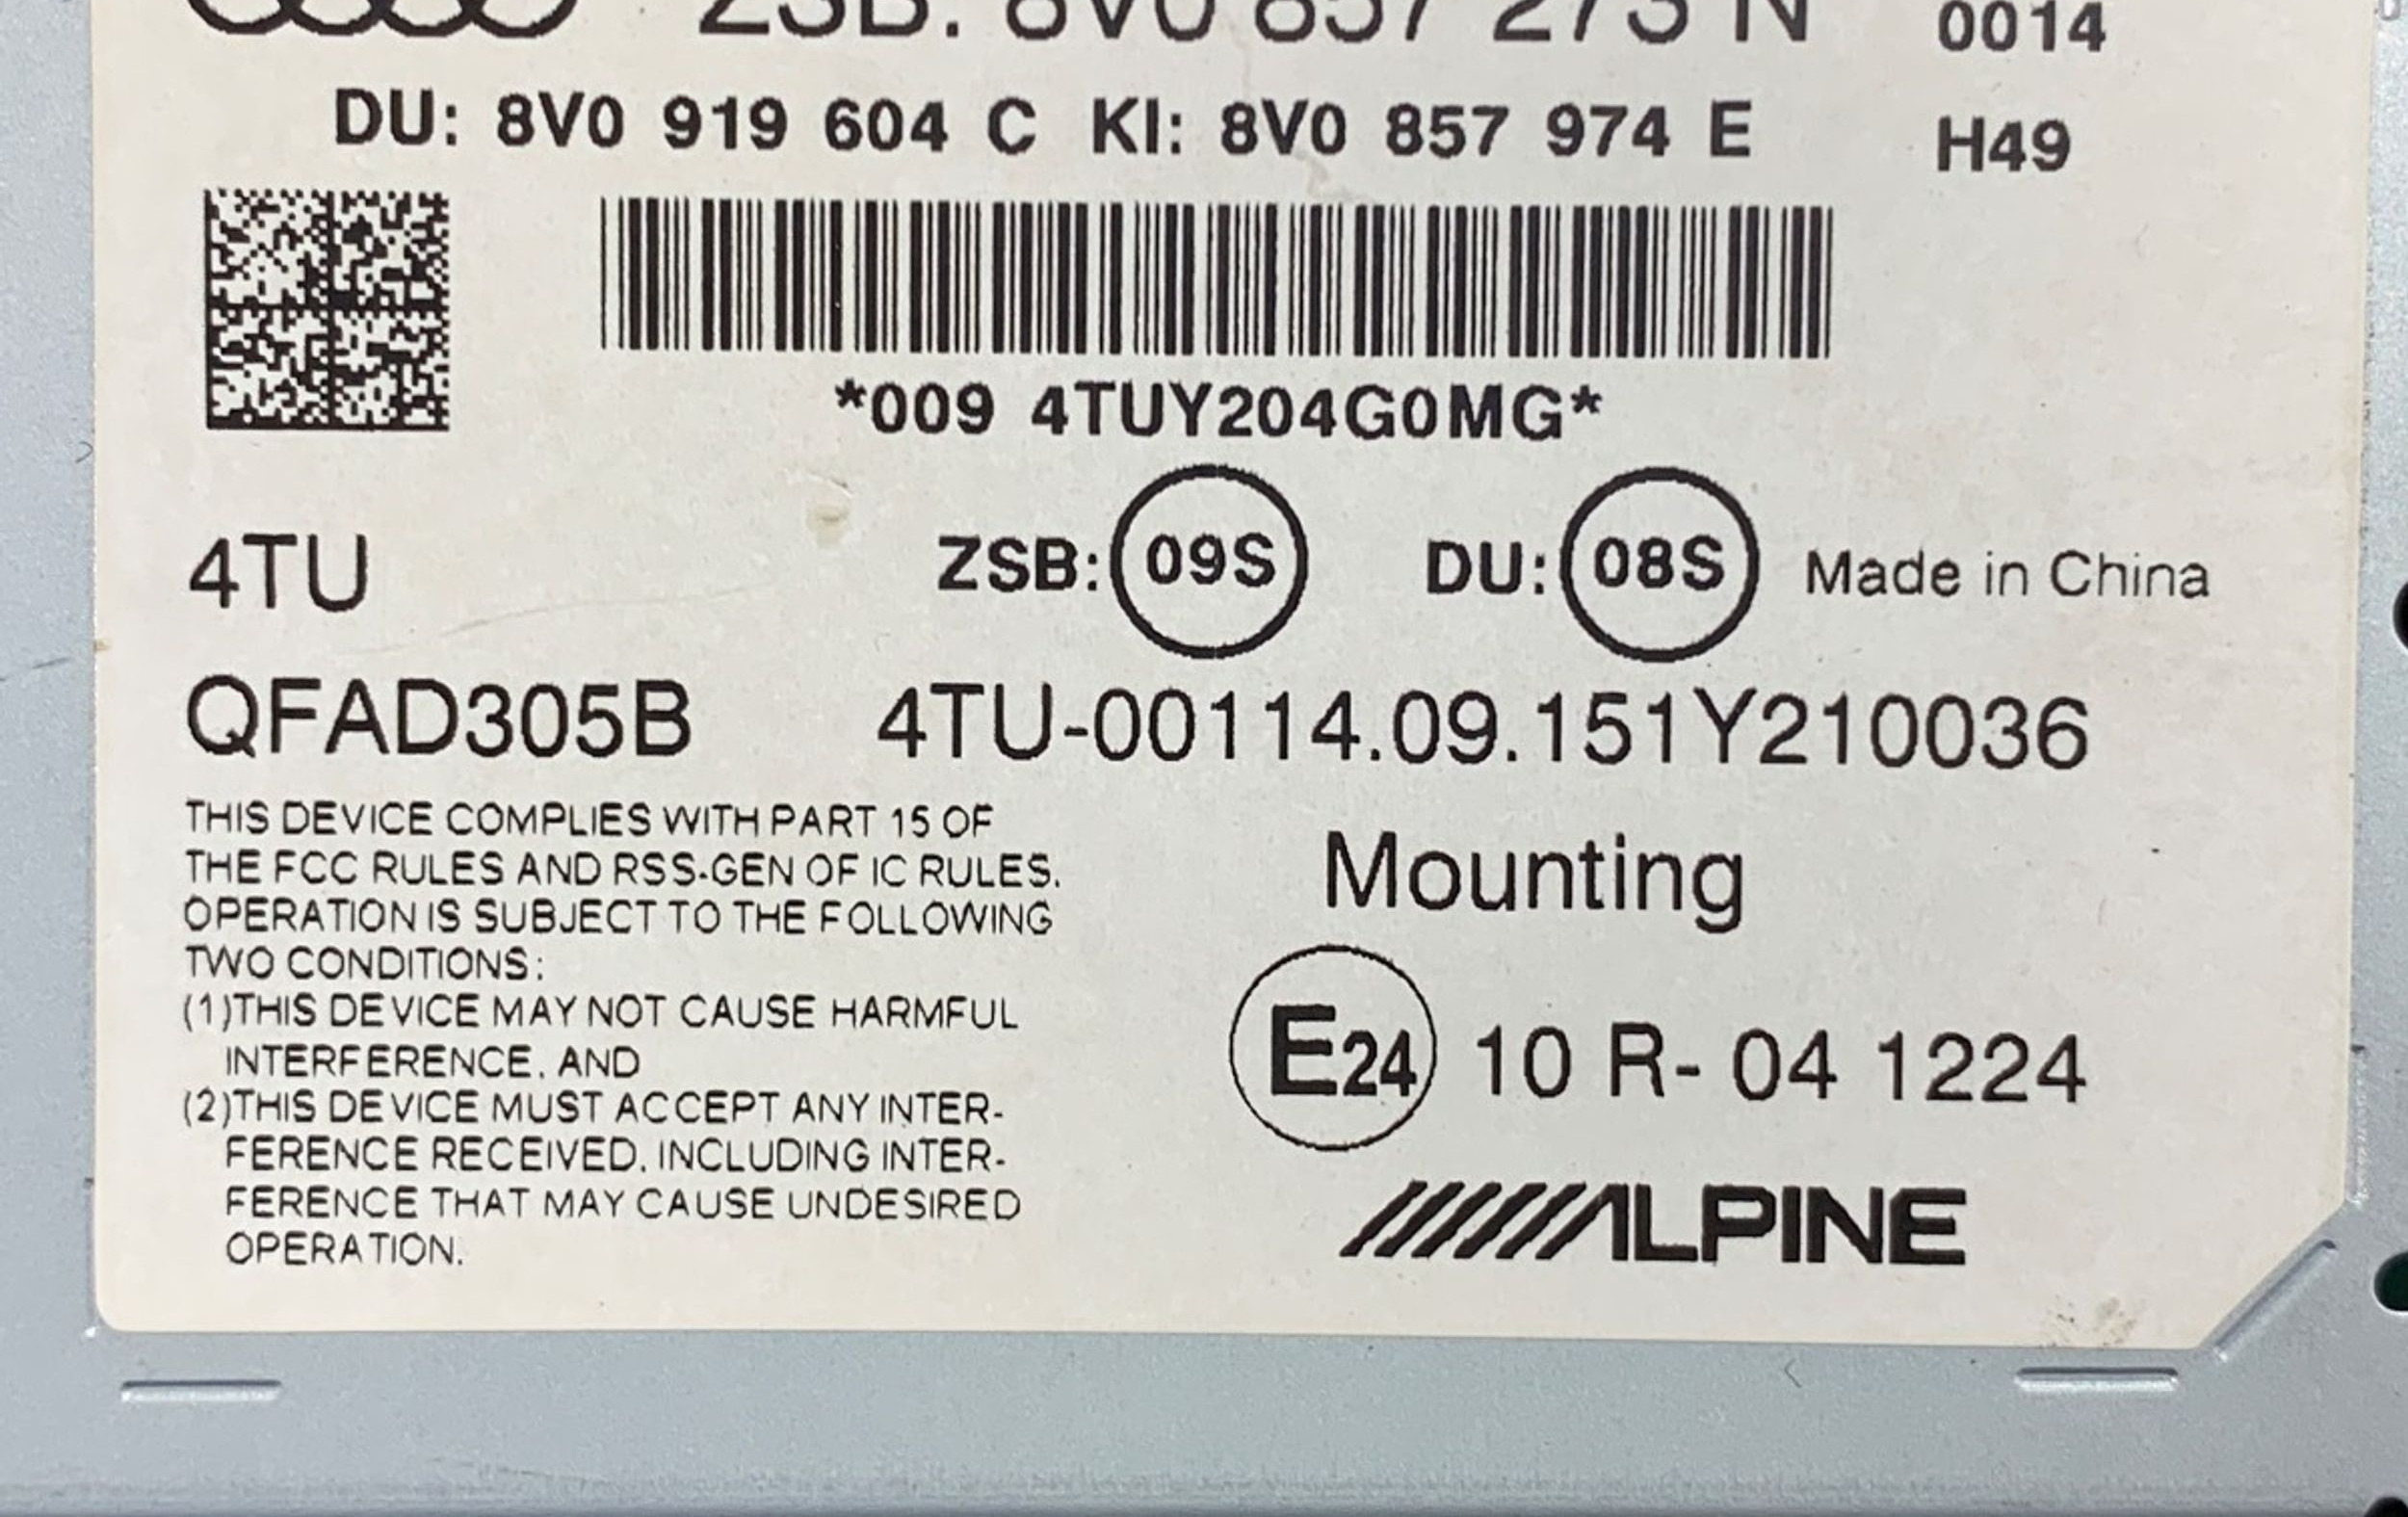 ZSB: 8V0 857 273 N 0014
DU: 8V0 919 604 C KI: 8V0 857 974 E H49
*009 4TUY204G0MG*
4TU ZSB: 09S DU: 08S Made in China
QFAD305B 4TU-00114.09.151Y210036
THIS DEVICE COMPLIES WITH PART 15 OF
THE FCC RULES AND RSS-GEN OF IC RULES.
OPERATION IS SUBJECT TO THE FOLLOWING
TWO CONDITIONS:
(1)THIS DEVICE MAY NOT CAUSE HARMFUL
INTERFERENCE, AND
(2)THIS DEVICE MUST ACCEPT ANY INTER-
FERENCE RECEIVED, INCLUDING INTER-
FERENCE THAT MAY CAUSE UNDESIRED
OPERATION.
Mounting
E24 10 R- 04 1224
ALPINE